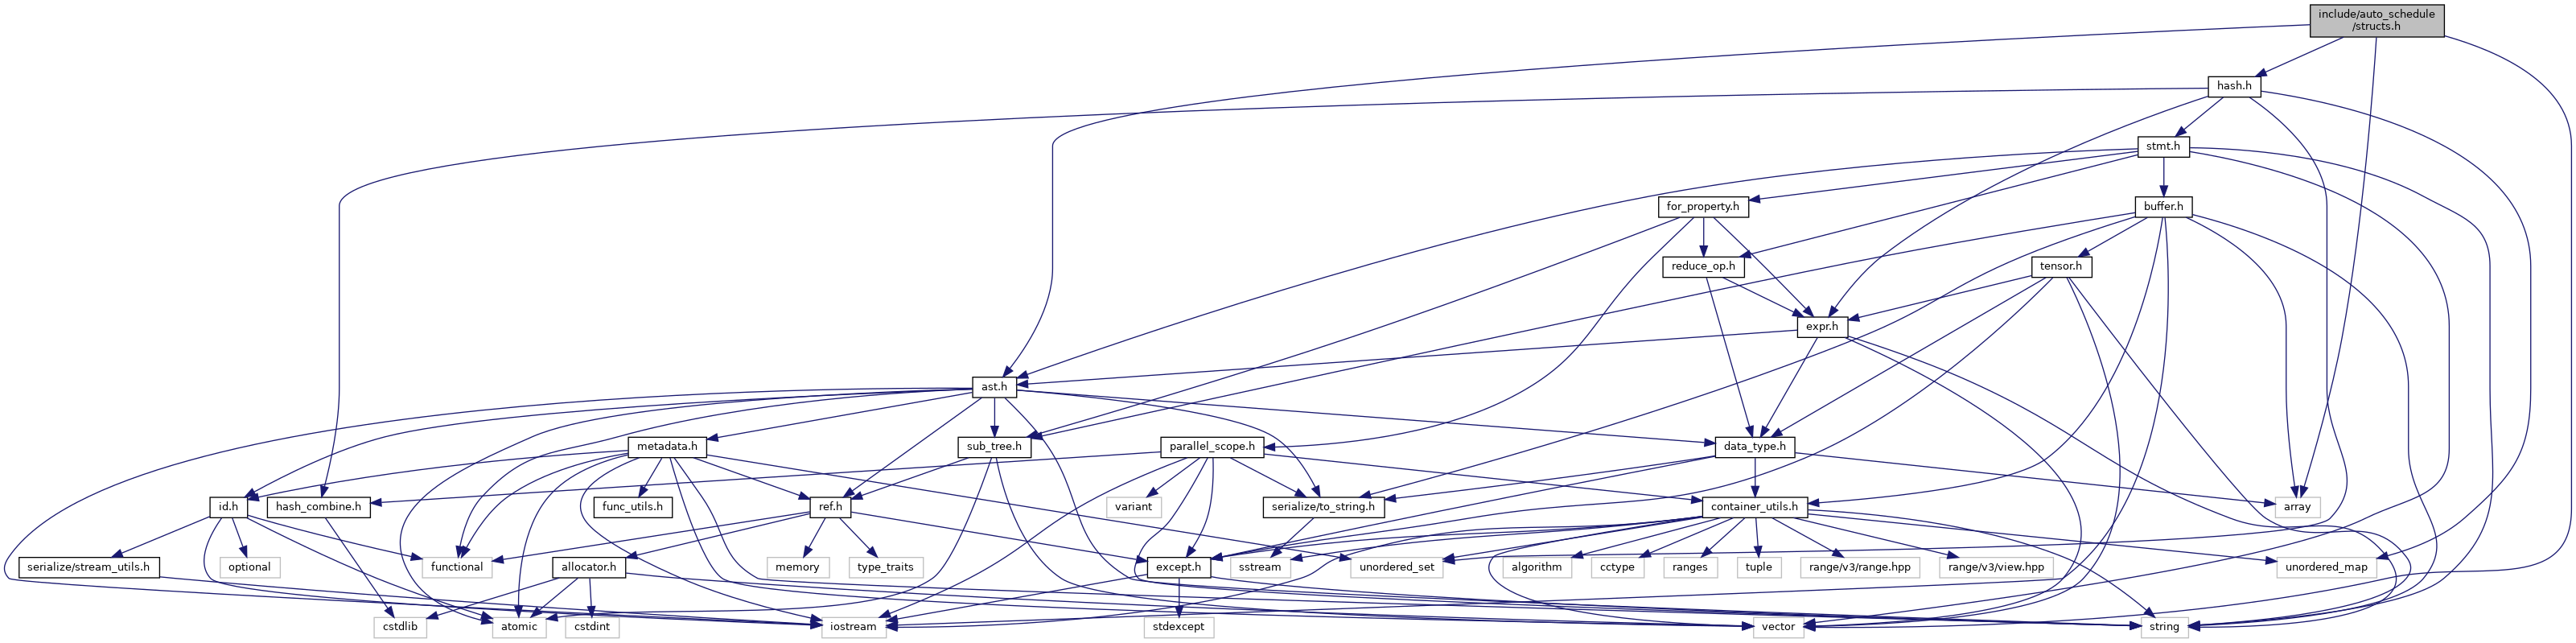 include/auto_schedule
/structs.h
hash.h
stmt.h
for_property.h
buffer.h
reduce_op.h
tensor.h
expr.h
ast.h
metadata.h
sub_tree.h
parallel_scope.h
data_type.h
id.h
hash_combine.h
func_utils.h
ref.h
variant
serialize/to_string.h
container_utils.h
array
serialize/stream_utils.h
optional
functional
allocator.h
memory
type_traits
except.h
sstream
unordered_set
algorithm
cctype
ranges
tuple
range/v3/range.hpp
range/v3/view.hpp
unordered_map
cstdlib
atomic
cstdint
iostream
stdexcept
vector
string